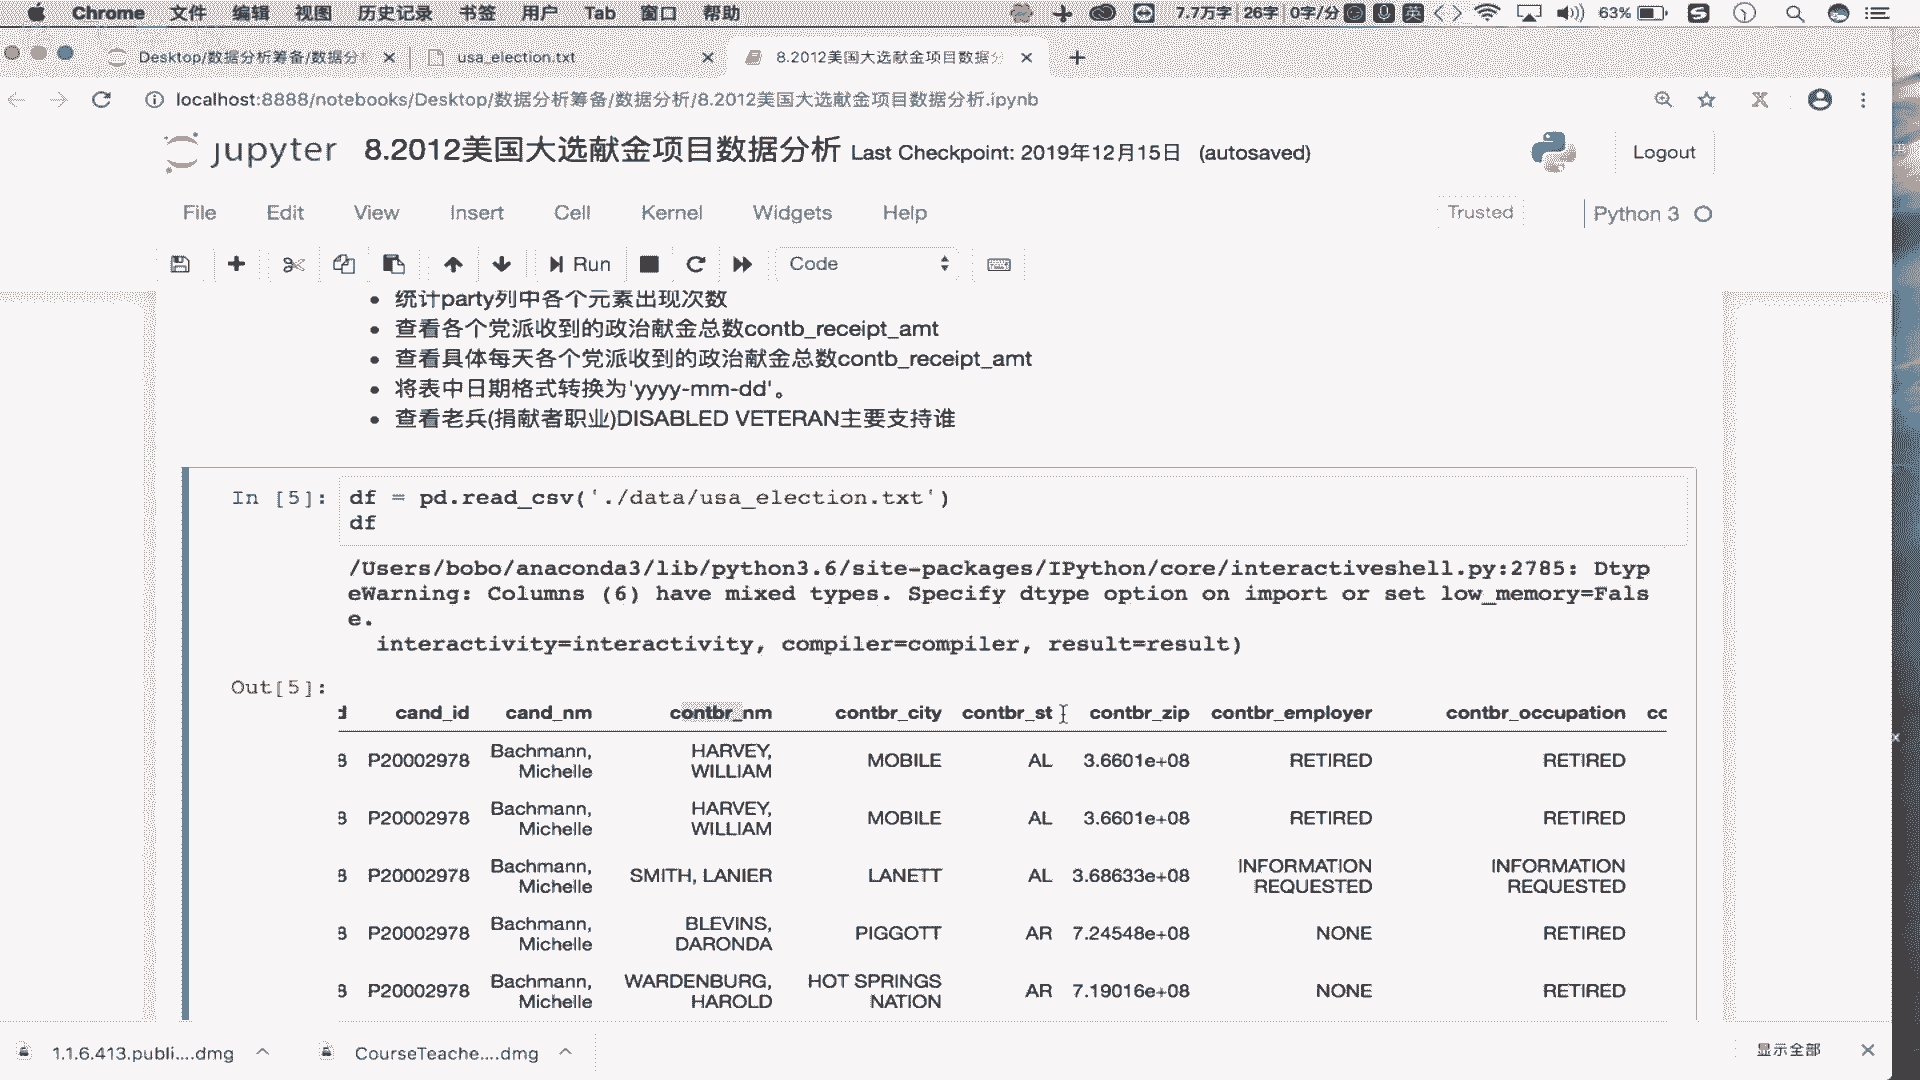 Chrome 文件 编辑 视图 历史记录 书签 用户 Tab 窗口 帮助 7.7万字 26字 0字/分 英 63%
Desktop/数据分析筹备/数据分 usa_election.txt 8.2012美国大选献金项目数据分
localhost:8888/notebooks/Desktop/数据分析筹备/数据分析/8.2012美国大选献金项目数据分析.ipynb
jupyter 8.2012美国大选献金项目数据分析 Last Checkpoint: 2019年12月15日 (autosaved) Logout
File Edit View Insert Cell Kernel Widgets Help Trusted Python 3
Run Code
统计party列中各个元素出现次数
查看各个党派收到的政治献金总数contb_receipt_amt
查看具体每天各个党派收到的政治献金总数contb_receipt_amt
将表中日期格式转换为'yyyy-mm-dd'。
查看老兵(捐献者职业)DISABLED VETERAN主要支持谁
In [5]: df = pd.read_csv('./data/usa_election.txt')
df
/Users/bobo/anaconda3/lib/python3.6/site-packages/IPython/core/interactiveshell.py:2785: Dtyp
eWarning: Columns (6) have mixed types. Specify dtype option on import or set low_memory=Fals
e.
interactivity=interactivity, compiler=compiler, result=result)
Out[5]:
d cand_id cand_nm contbr_nm contbr_city contbr_st contbr_zip contbr_employer contbr_occupation cc
8 P20002978 Bachmann, Michelle HARVEY, WILLIAM MOBILE AL 3.6601e+08 RETIRED RETIRED
8 P20002978 Bachmann, Michelle HARVEY, WILLIAM MOBILE AL 3.6601e+08 RETIRED RETIRED
8 P20002978 Bachmann, Michelle SMITH, LANIER LANETT AL 3.68633e+08 INFORMATION REQUESTED INFORMATION REQUESTED
8 P20002978 Bachmann, Michelle BLEVINS, DARONDA PIGGOTT AR 7.24548e+08 NONE RETIRED
8 P20002978 Bachmann, Michelle WARDENBURG, HAROLD HOT SPRINGS NATION AR 7.19016e+08 NONE RETIRED
1.1.6.413.publi....dmg CourseTeache....dmg 显示全部